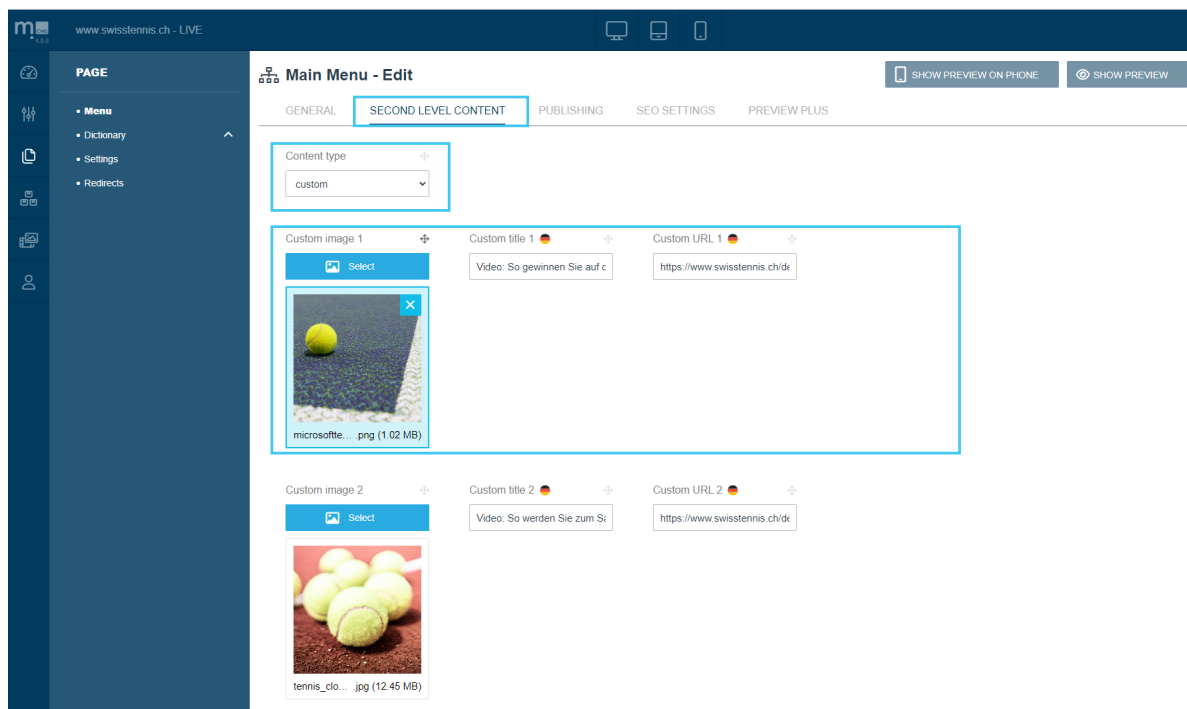 m CMS 4.0.0
www.swisstennis.ch - LIVE
PAGE
• Menu
• Dictionary
• Settings
• Redirects
Main Menu - Edit
SHOW PREVIEW ON PHONE
SHOW PREVIEW
GENERAL SECOND LEVEL CONTENT PUBLISHING SEO SETTINGS PREVIEW PLUS
Content type
custom
Custom image 1 Custom title 1 Custom URL 1
Select Video: So gewinnen Sie auf https://www.swisstennis.ch/de
microsoftte... .png (1.02 MB)
Custom image 2 Custom title 2 Custom URL 2
Select Video: So werden Sie zum https://www.swisstennis.ch/de
tennis_clo... .jpg (12.45 MB)